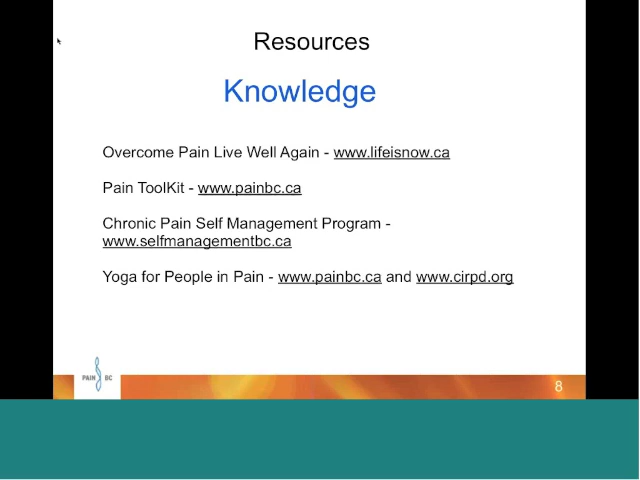 Resources
Knowledge
Overcome Pain Live Well Again - www.lifeisnow.ca
Pain ToolKit - www.painbc.ca
Chronic Pain Self Management Program -
www.selfmanagementbc.ca
Yoga for People in Pain - www.painbc.ca and www.cirpd.org
PAIN BC
8